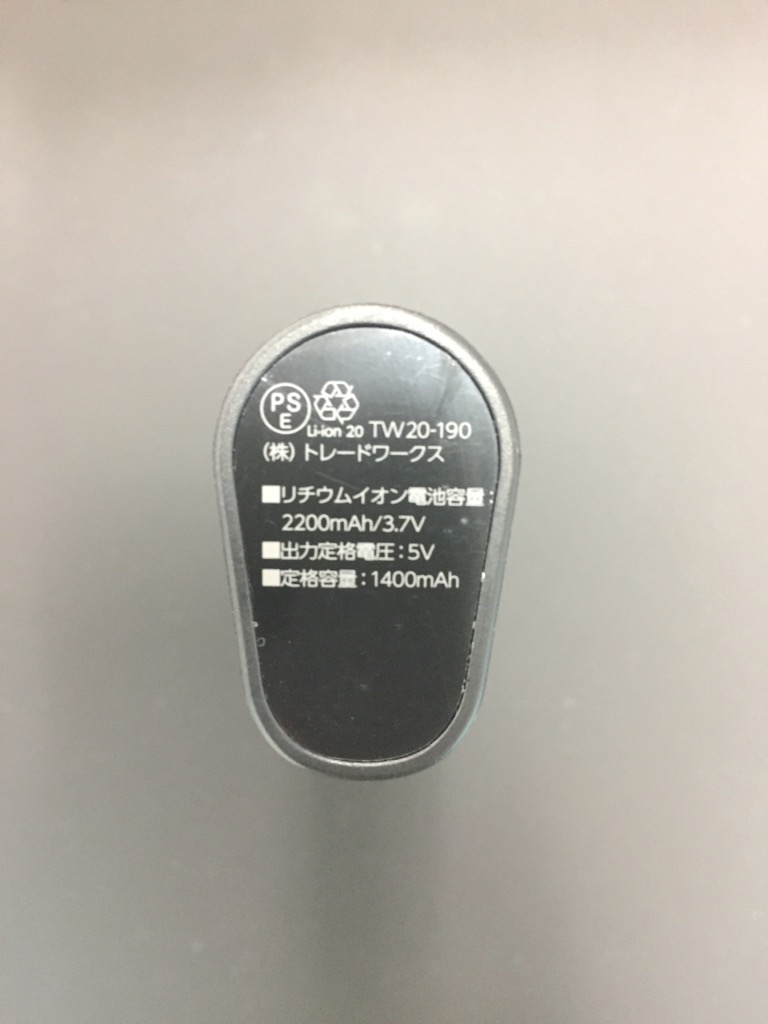 PS
E
Li-ion 20 TW20-190
(株)トレードワークス
■リチウムイオン電池容量:
2200mAh/3.7V
■出力定格電圧:5V
■定格容量:1400mAh